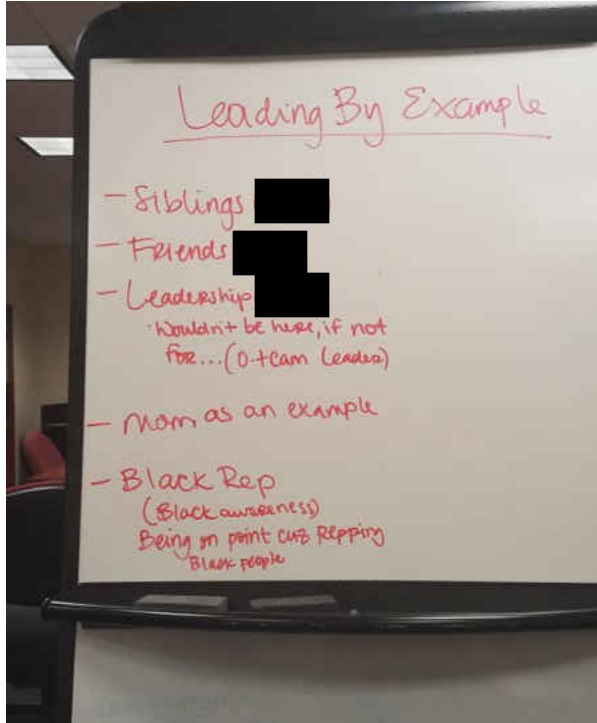 Leading By Example
- Siblings
- Friends
- Leadership
· Wouldn't be here, if not
for... (O-team Leader)
- Mom, as an example
- Black Rep
(Black awareness)
Being on point cuz Repping
Black people